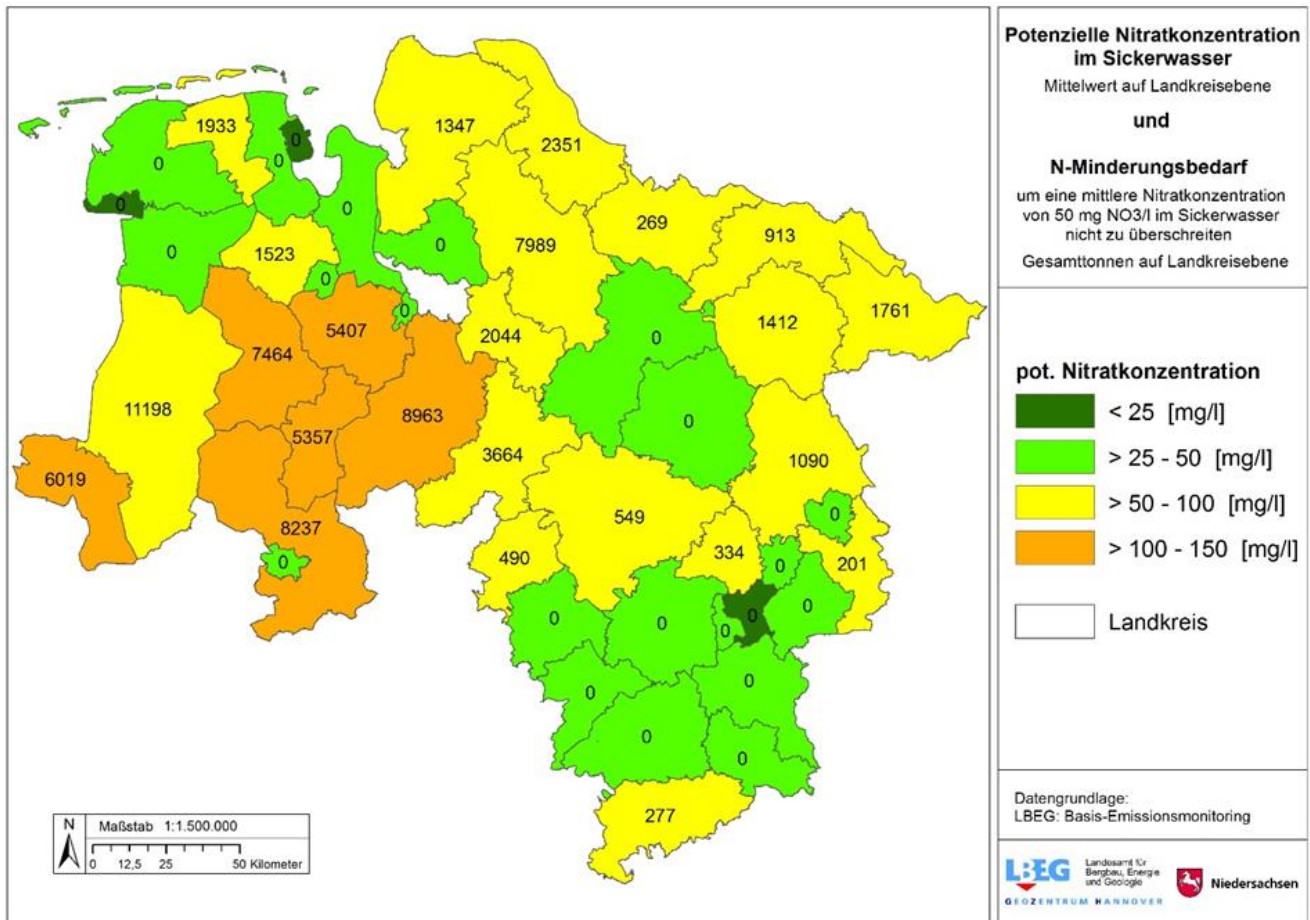 1933
0
0
1347
2351
0
0
0
269
0
1523
0
7989
913
0
0
5407
2044
0
1412
1761
7464
11198
5357
8963
3664
0
1090
6019
8237
549
0
0
490
334
0
201
0
0
0
0
0
0
0
0
0
277
N
Maßstab 1:1.500.000
0 12,5 25 50 Kilometer
Potenzielle Nitratkonzentration
im Sickerwasser
Mittelwert auf Landkreisebene
und
N-Minderungsbedarf
um eine mittlere Nitratkonzentration
von 50 mg NO3/l im Sickerwasser
nicht zu überschreiten
Gesamttonnen auf Landkreisebene
pot. Nitratkonzentration
< 25 [mg/l]
> 25 - 50 [mg/l]
> 50 - 100 [mg/l]
> 100 - 150 [mg/l]
Landkreis
Datengrundlage:
LBEG: Basis-Emissionsmonitoring
LBEG
Landesamt für
Bergbau, Energie
und Geologie
GEOZENTRUM HANNOVER
Niedersachsen